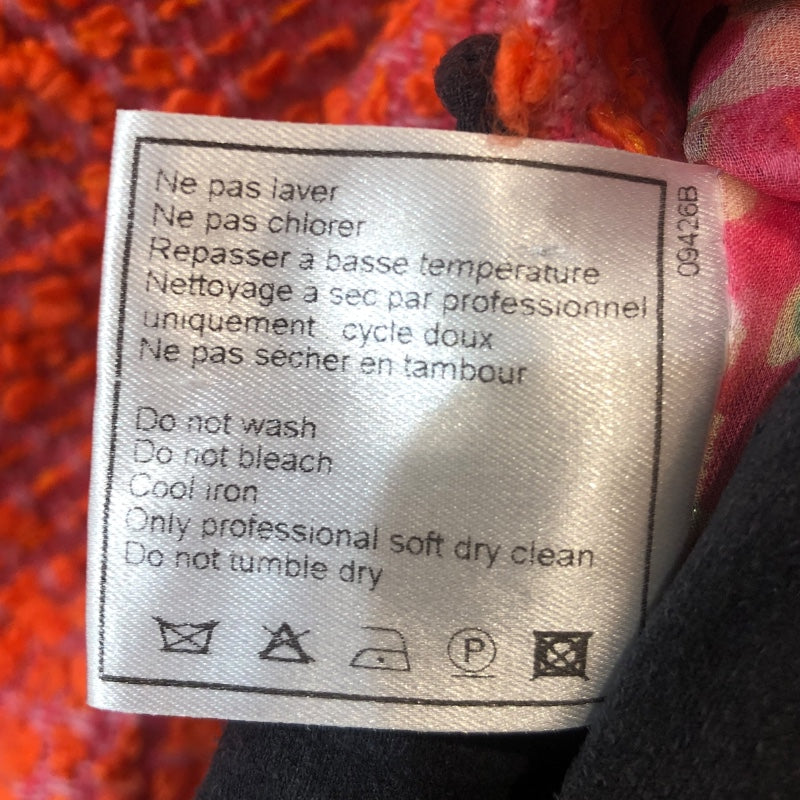 Ne pas laver
Ne pas chlorer
Repasser a basse temperature
Nettoyage a sec par professionnel
uniquement cycle doux
Ne pas secher en tambour
Do not wash
Do not bleach
Cool iron
Only professional soft dry clean
Do not tumble dry
P
09426B